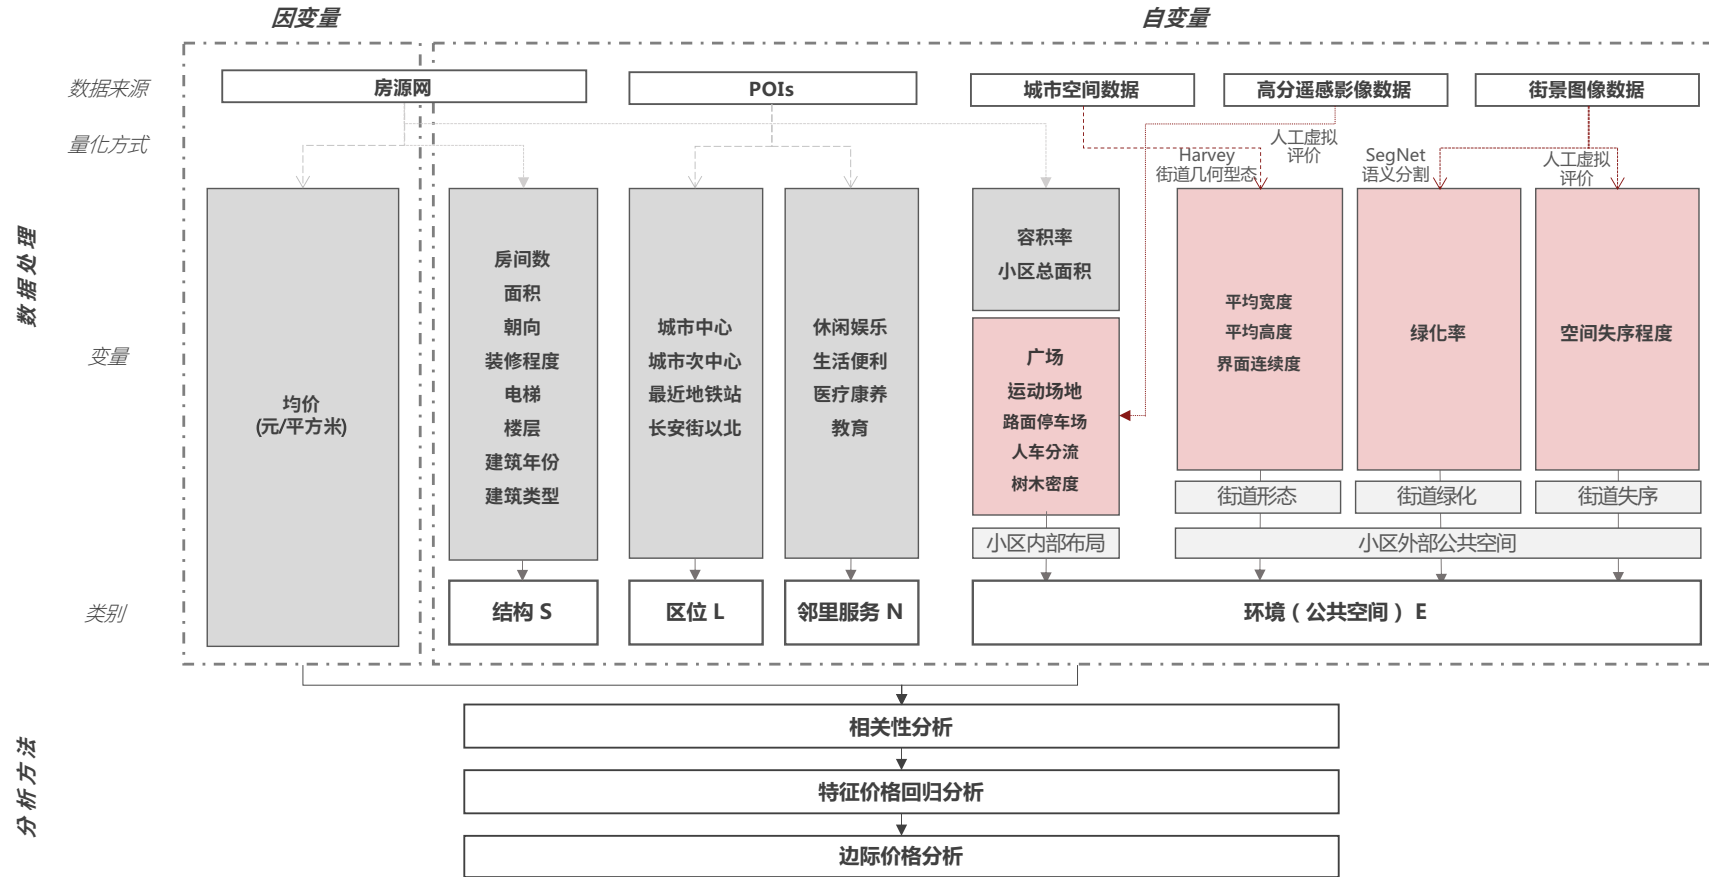 因变量
自变量
数据来源
房源网
POIs
城市空间数据
高分遥感影像数据
街景图像数据
量化方式
Harvey
街道几何型态
人工虚拟
评价
SegNet
语义分割
人工虚拟
评价
数据处理
变量
均价
(元/平方米)
房间数
面积
朝向
装修程度
电梯
楼层
建筑年份
建筑类型
城市中心
城市次中心
最近地铁站
长安街以北
休闲娱乐
生活便利
医疗康养
教育
容积率
小区总面积
广场
运动场地
路面停车场
人车分流
树木密度
平均宽度
平均高度
界面连续度
绿化率
空间失序程度
街道形态
街道绿化
街道失序
小区内部布局
小区外部公共空间
类别
结构 S
区位 L
邻里服务 N
环境（公共空间）E
分析方法
相关性分析
特征价格回归分析
边际价格分析